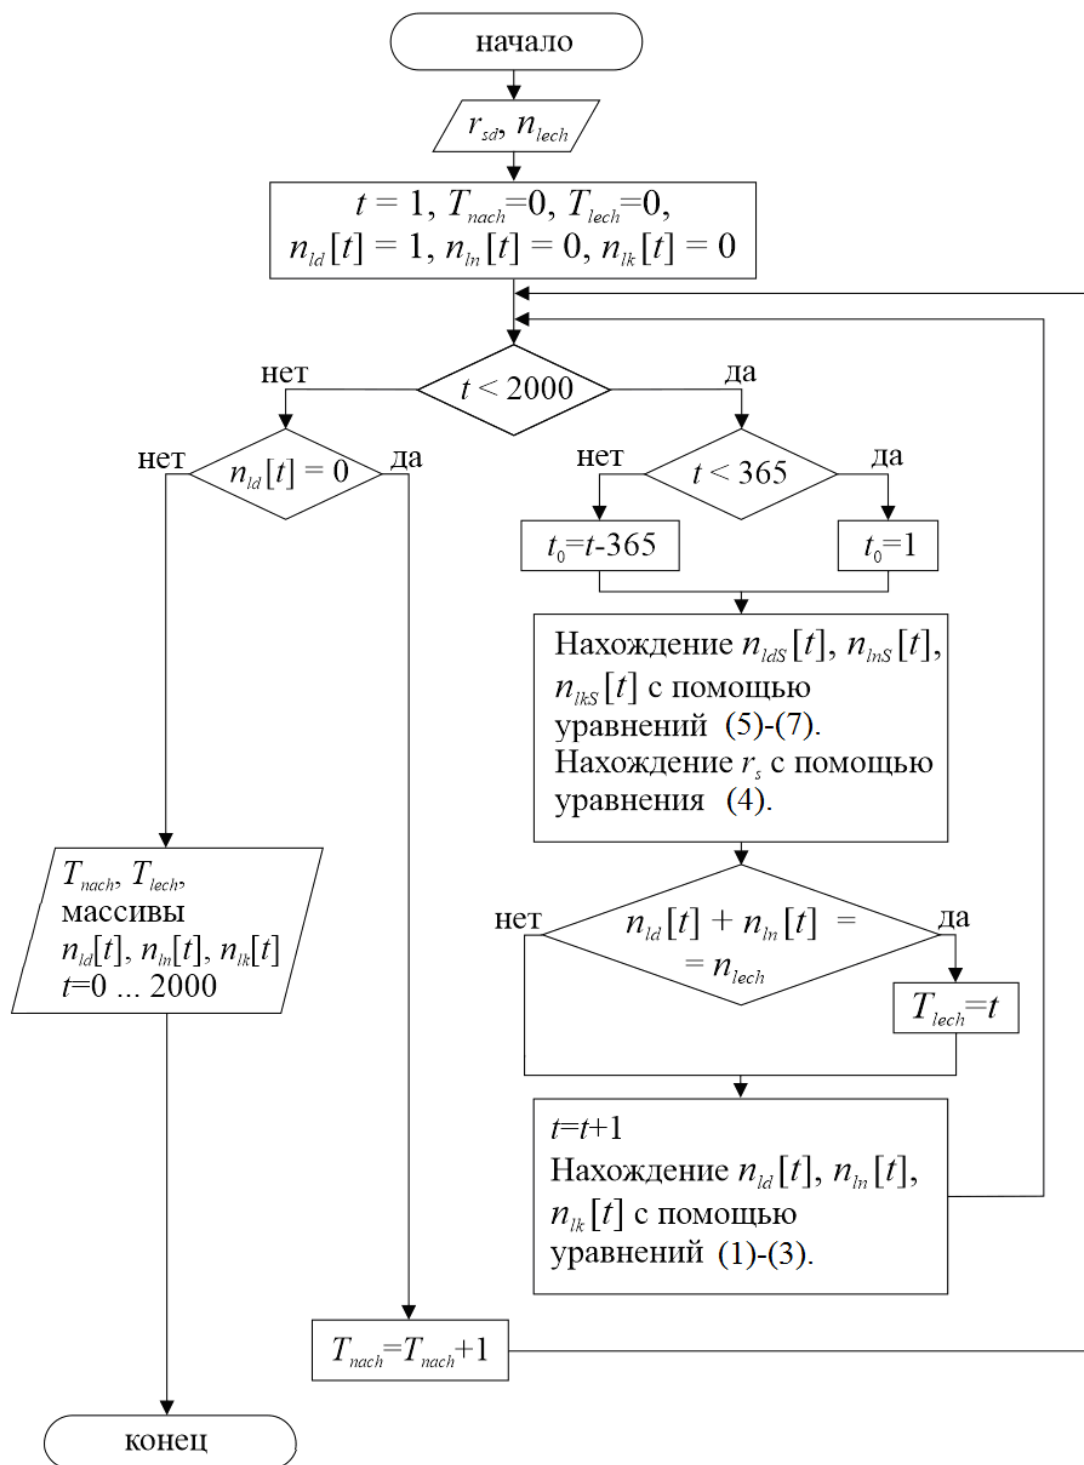 начало
r_sd, n_lech
t = 1, T_nach=0, T_lech=0,
n_ld[t] = 1, n_ln[t] = 0, n_lk[t] = 0
t < 2000
нет
да
n_ld[t] = 0
нет
да
t < 365
нет
да
t_0=t-365
t_0=1
Нахождение n_ldS[t], n_lnS[t],
n_lkS[t] с помощью
уравнений (5)-(7).
Нахождение r_s с помощью
уравнения (4).
n_ld[t] + n_ln[t] =
= n_lech
нет
да
T_lech=t
t=t+1
Нахождение n_ld[t], n_ln[t],
n_lk[t] с помощью
уравнений (1)-(3).
T_nach, T_lech,
массивы
n_ld[t], n_ln[t], n_lk[t]
t=0 ... 2000
T_nach=T_nach+1
конец